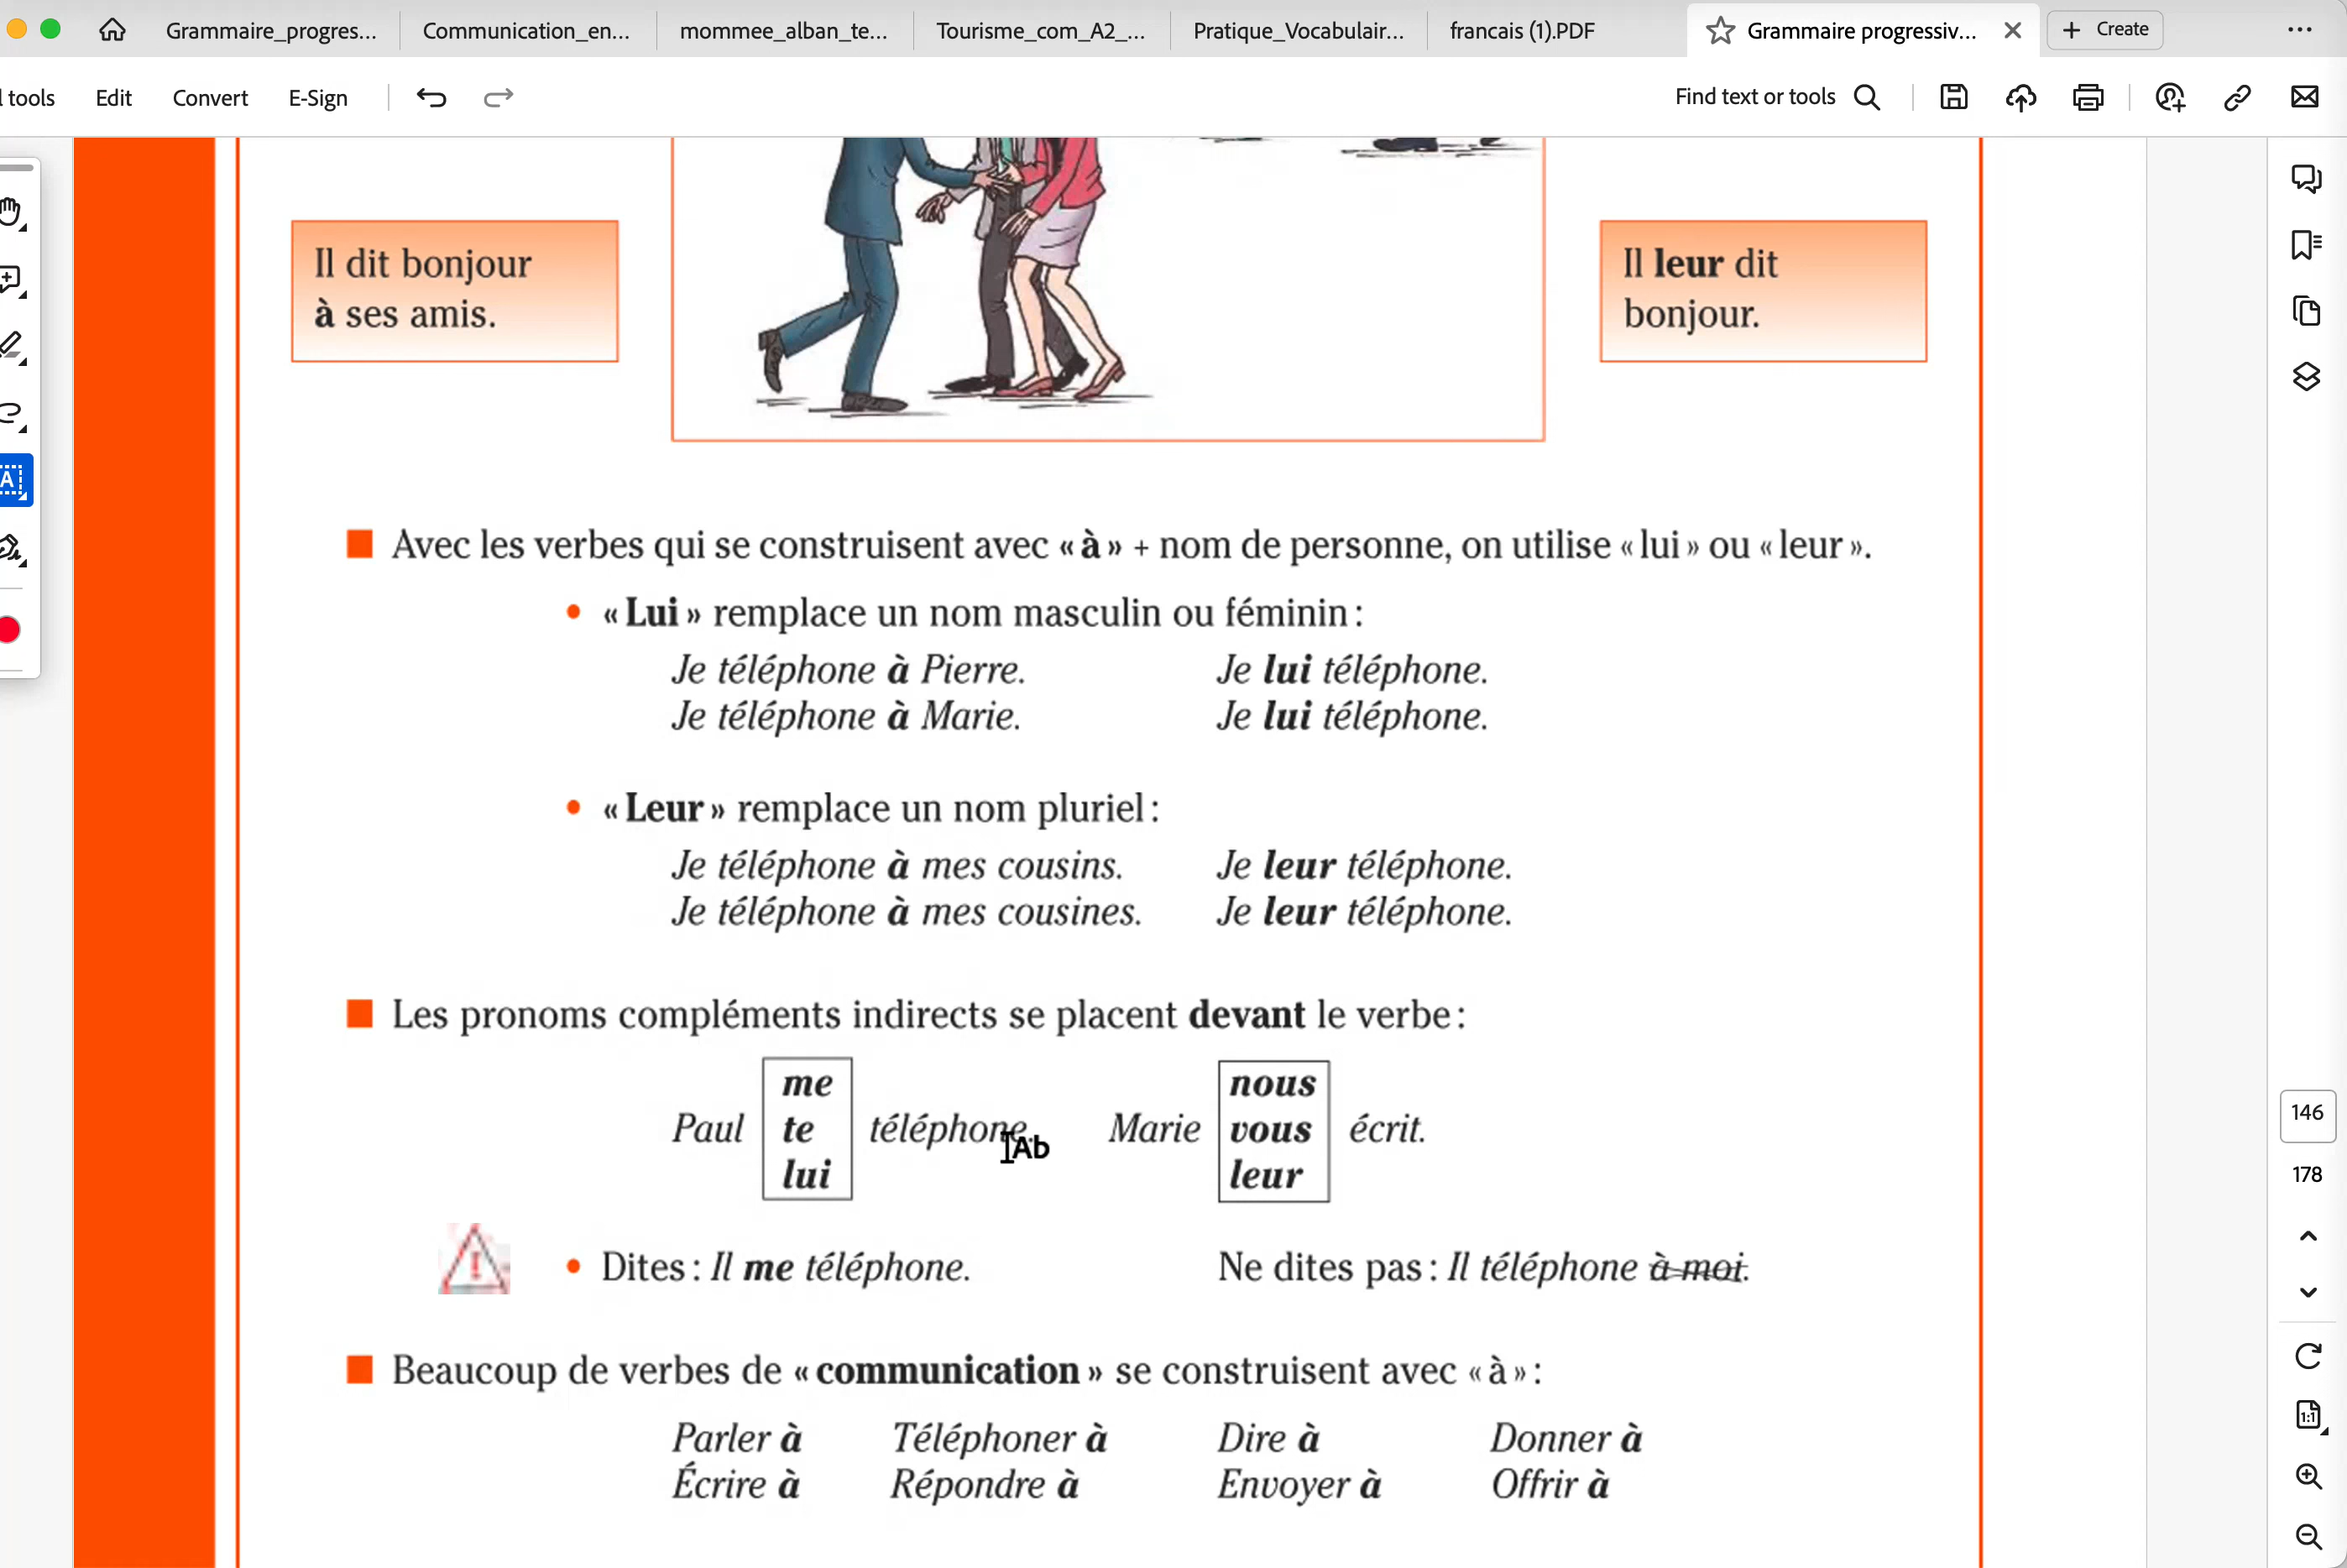 Grammaire_progres...
Communication_en...
mommee_alban_te...
Tourisme_com_A2_...
Pratique_Vocabulair...
francais (1).PDF
Grammaire progressiv...
Create
tools
Edit
Convert
E-Sign
Find text or tools
Il dit bonjour
à ses amis.
Il leur dit
bonjour.
Avec les verbes qui se construisent avec « à » + nom de personne, on utilise « lui » ou « leur ».
« Lui » remplace un nom masculin ou féminin :
Je téléphone à Pierre. Je lui téléphone.
Je téléphone à Marie. Je lui téléphone.
« Leur » remplace un nom pluriel :
Je téléphone à mes cousins. Je leur téléphone.
Je téléphone à mes cousines. Je leur téléphone.
Les pronoms compléments indirects se placent devant le verbe :
me nous
Paul te téléphone. Marie vous écrit.
lui leur
Dites : Il me téléphone. Ne dites pas : Il téléphone à moi.
Beaucoup de verbes de « communication » se construisent avec « à » :
Parler à Téléphoner à Dire à Donner à
Écrire à Répondre à Envoyer à Offrir à
146
178